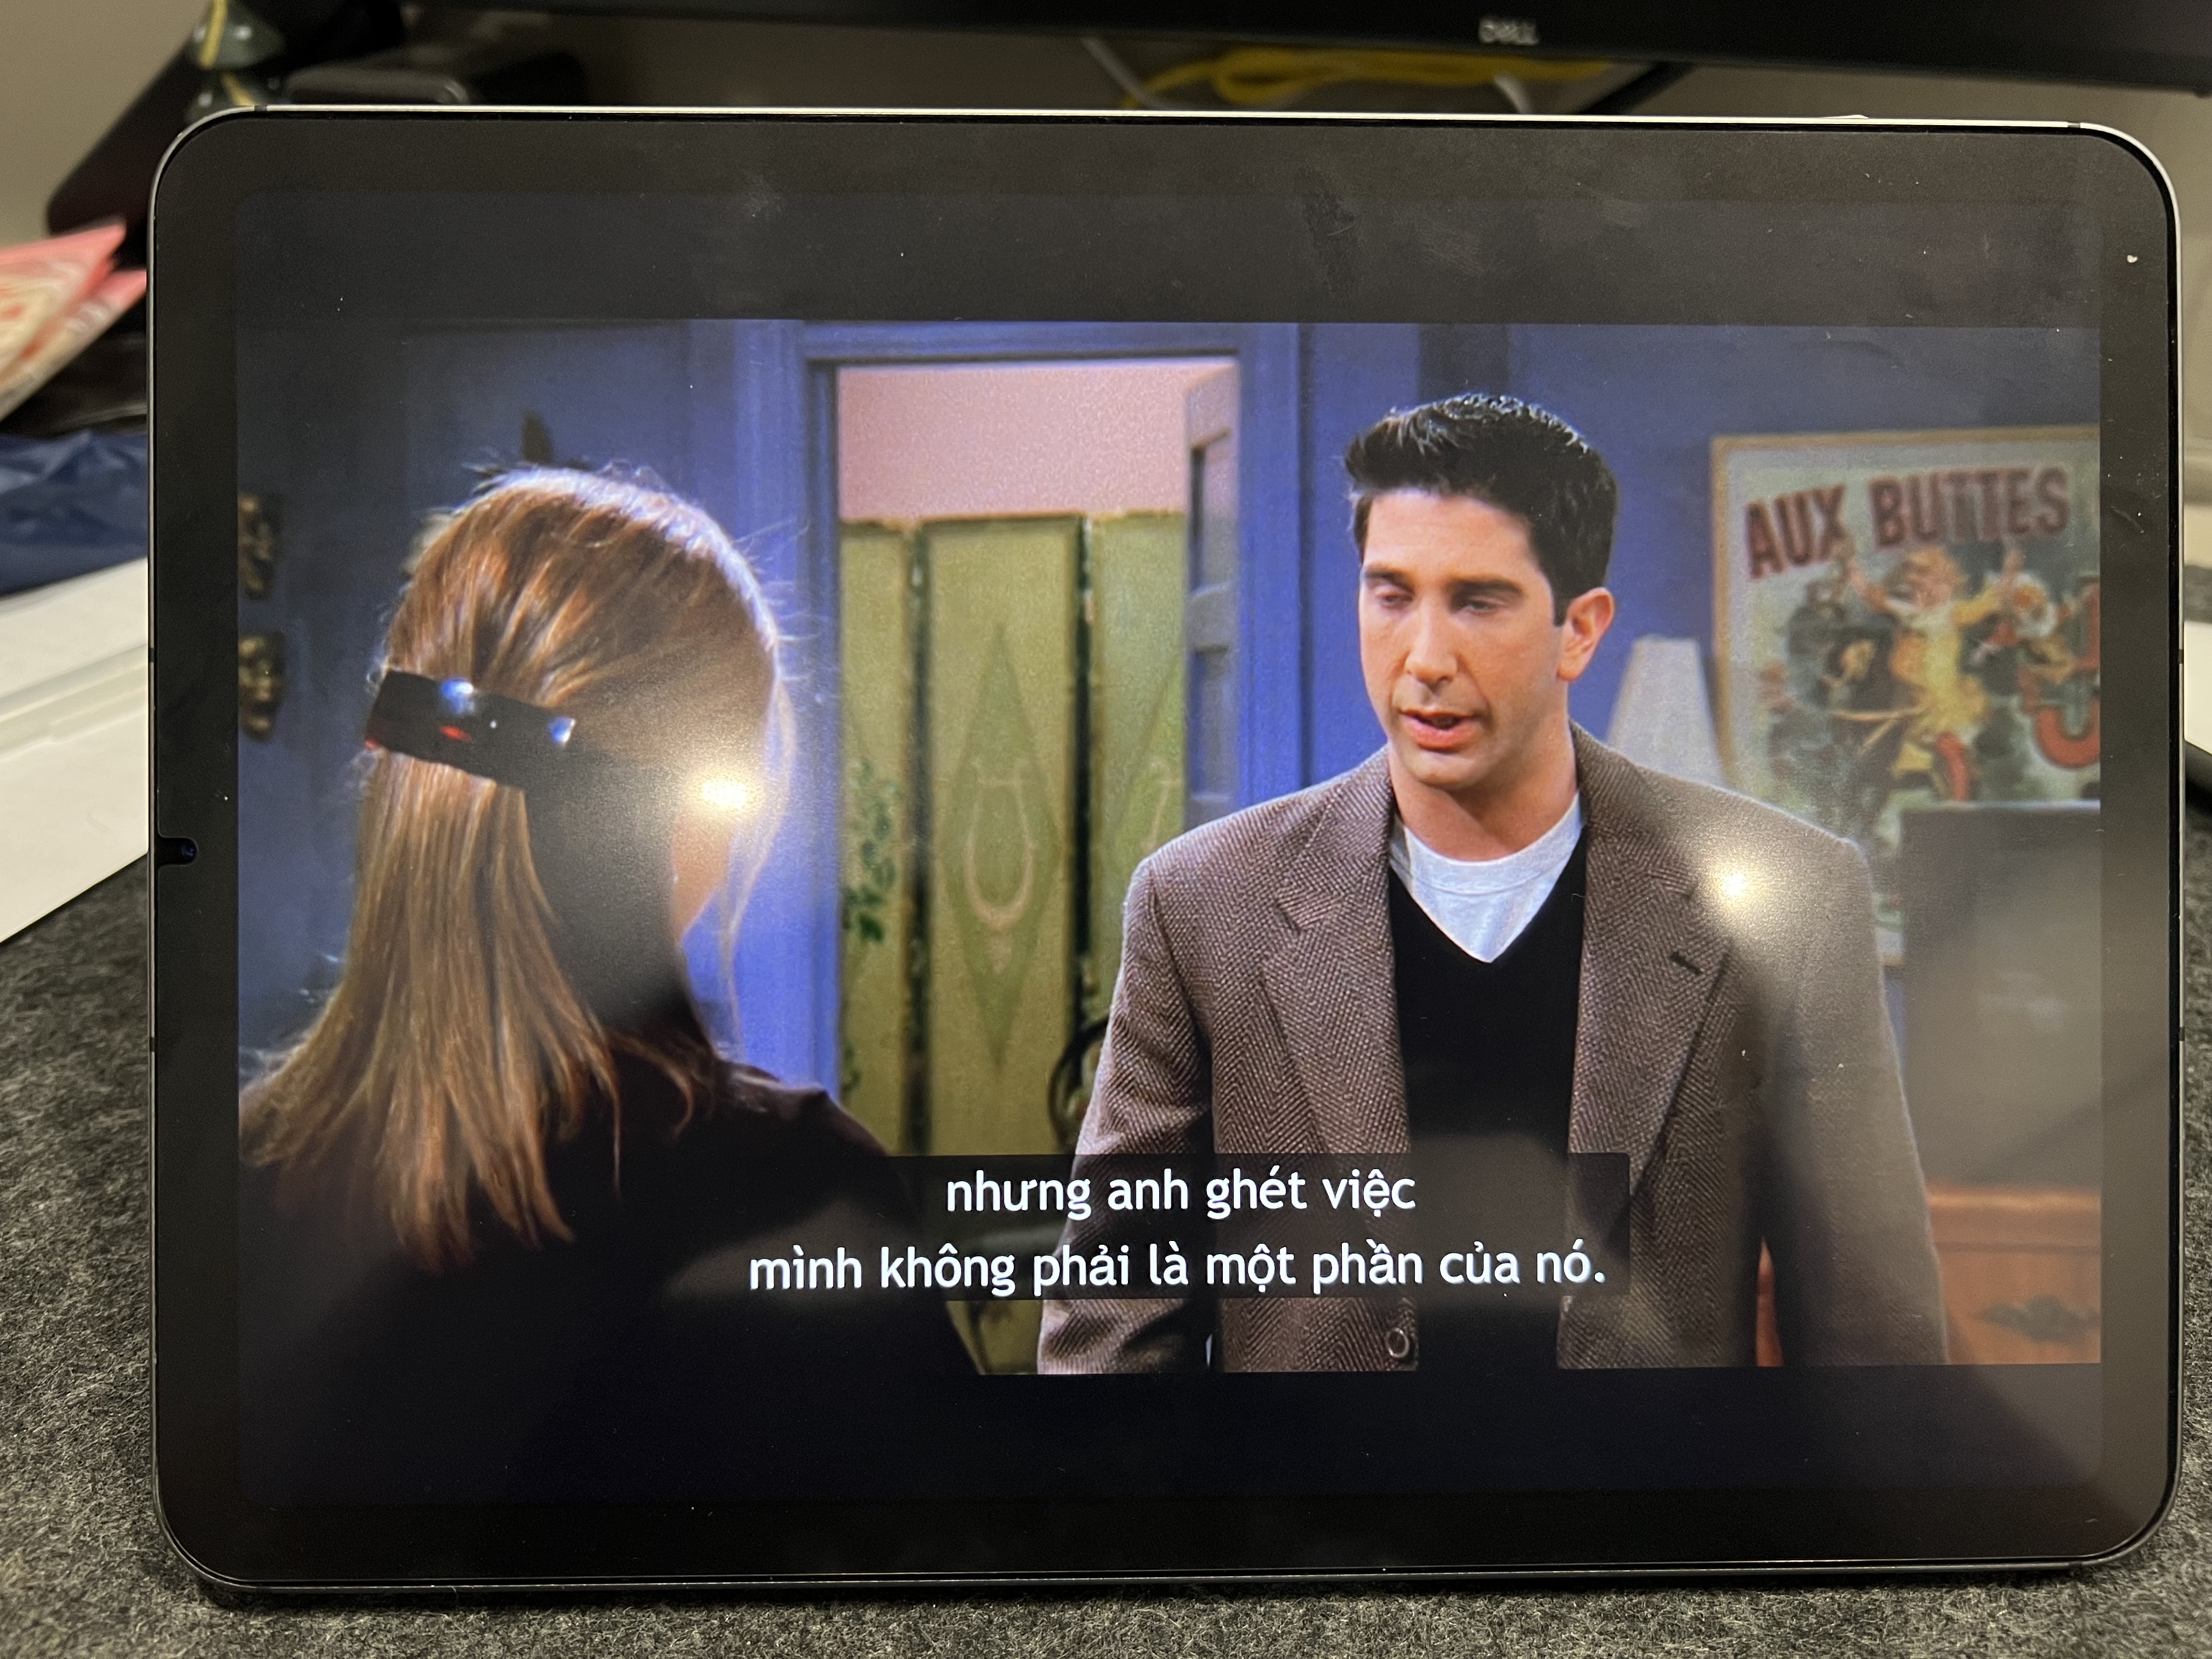 DELL
AUX BUTTES
nhưng anh ghét việc
mình không phải là một phần của nó.